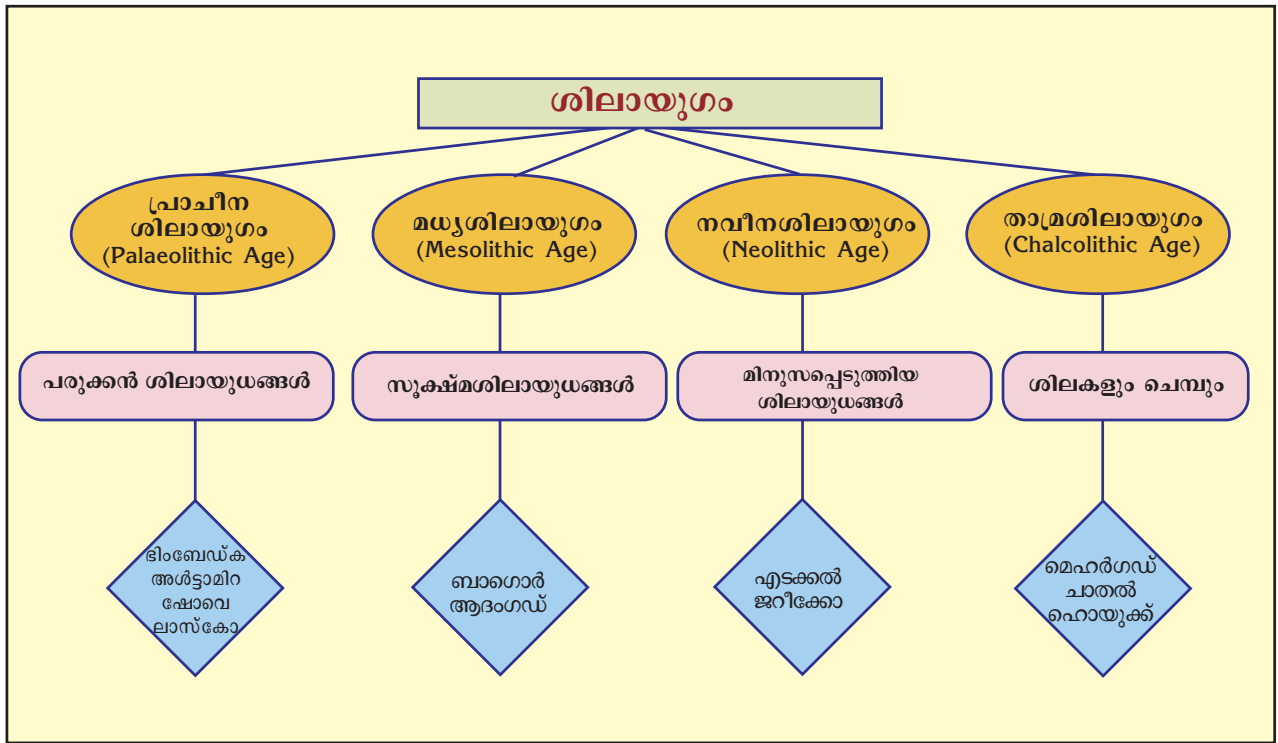 ശിലായുഗം
പ്രാചീന
ശിലായുഗം
(Palaeolithic Age)
മധ്യശിലായുഗം
(Mesolithic Age)
നവീനശിലായുഗം
(Neolithic Age)
താമ്രശിലായുഗം
(Chalcolithic Age)
പരുക്കൻ ശിലായുധങ്ങൾ
സൂക്ഷ്മശിലായുധങ്ങൾ
മിനുസപ്പെടുത്തിയ
ശിലായുധങ്ങൾ
ശിലകളും ചെമ്പും
ഭിംബേഡ്ക
അൾട്ടാമിറ
ഷോവെ
ലാസ്കോ
ബാഗൊർ
ആദംഗഡ്
എടക്കൽ
ജറീക്കോ
മെഹർഗഡ്
ചാതൽ
ഹൊയുക്ക്